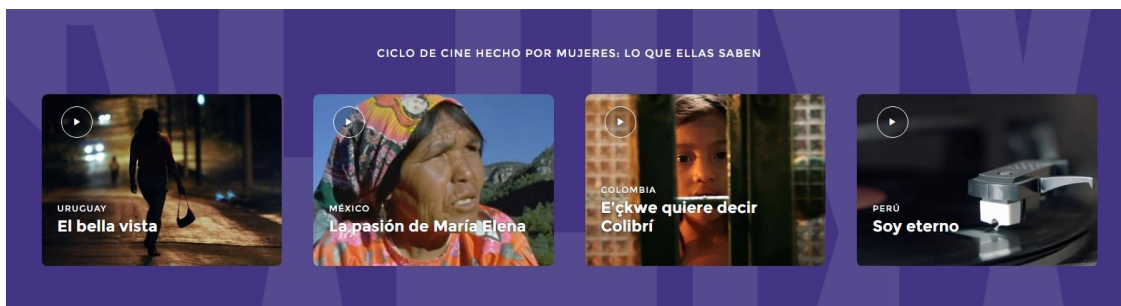 CICLO DE CINE HECHO POR MUJERES: LO QUE ELLAS SABEN
URUGUAY
El bella vista
MÉXICO
La pasión de María Elena
COLOMBIA
E'çkwe quiere decir
Colibrí
PERÚ
Soy eterno